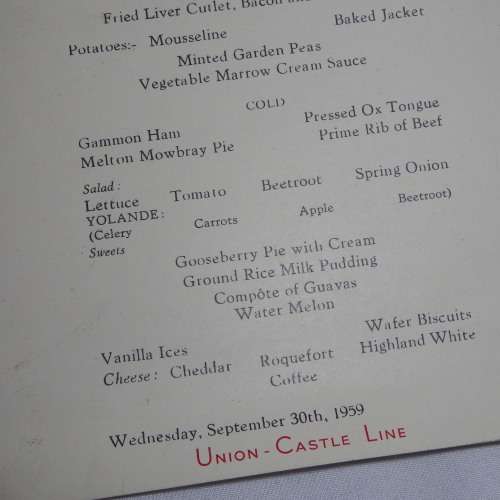 Fried Liver Cutlet, Bacon and
Potatoes:- Mousseline Baked Jacket
Minted Garden Peas
Vegetable Marrow Cream Sauce
COLD
Gammon Ham Pressed Ox Tongue
Melton Mowbray Pie Prime Rib of Beef
Salad:
Lettuce Tomato Beetroot Spring Onion
YOLANDE:
(Celery Carrots Apple Beetroot)
Sweets
Gooseberry Pie with Cream
Ground Rice Milk Pudding
Compôte of Guavas
Water Melon
Vanilla Ices Wafer Biscuits
Cheese: Cheddar Roquefort Highland White
Coffee
Wednesday, September 30th, 1959
UNION-CASTLE LINE